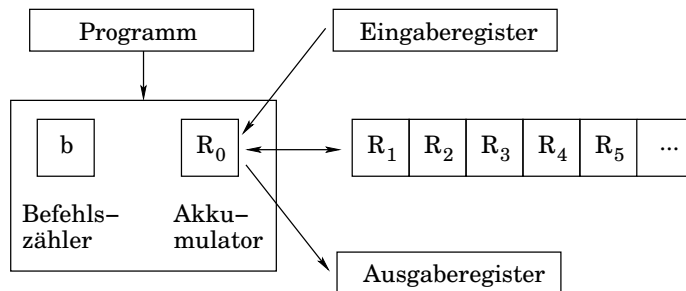 Programm
Eingaberegister
b
R0
R1 R2 R3 R4 R5 ...
Befehls–
zähler
Akku–
mulator
Ausgaberegister